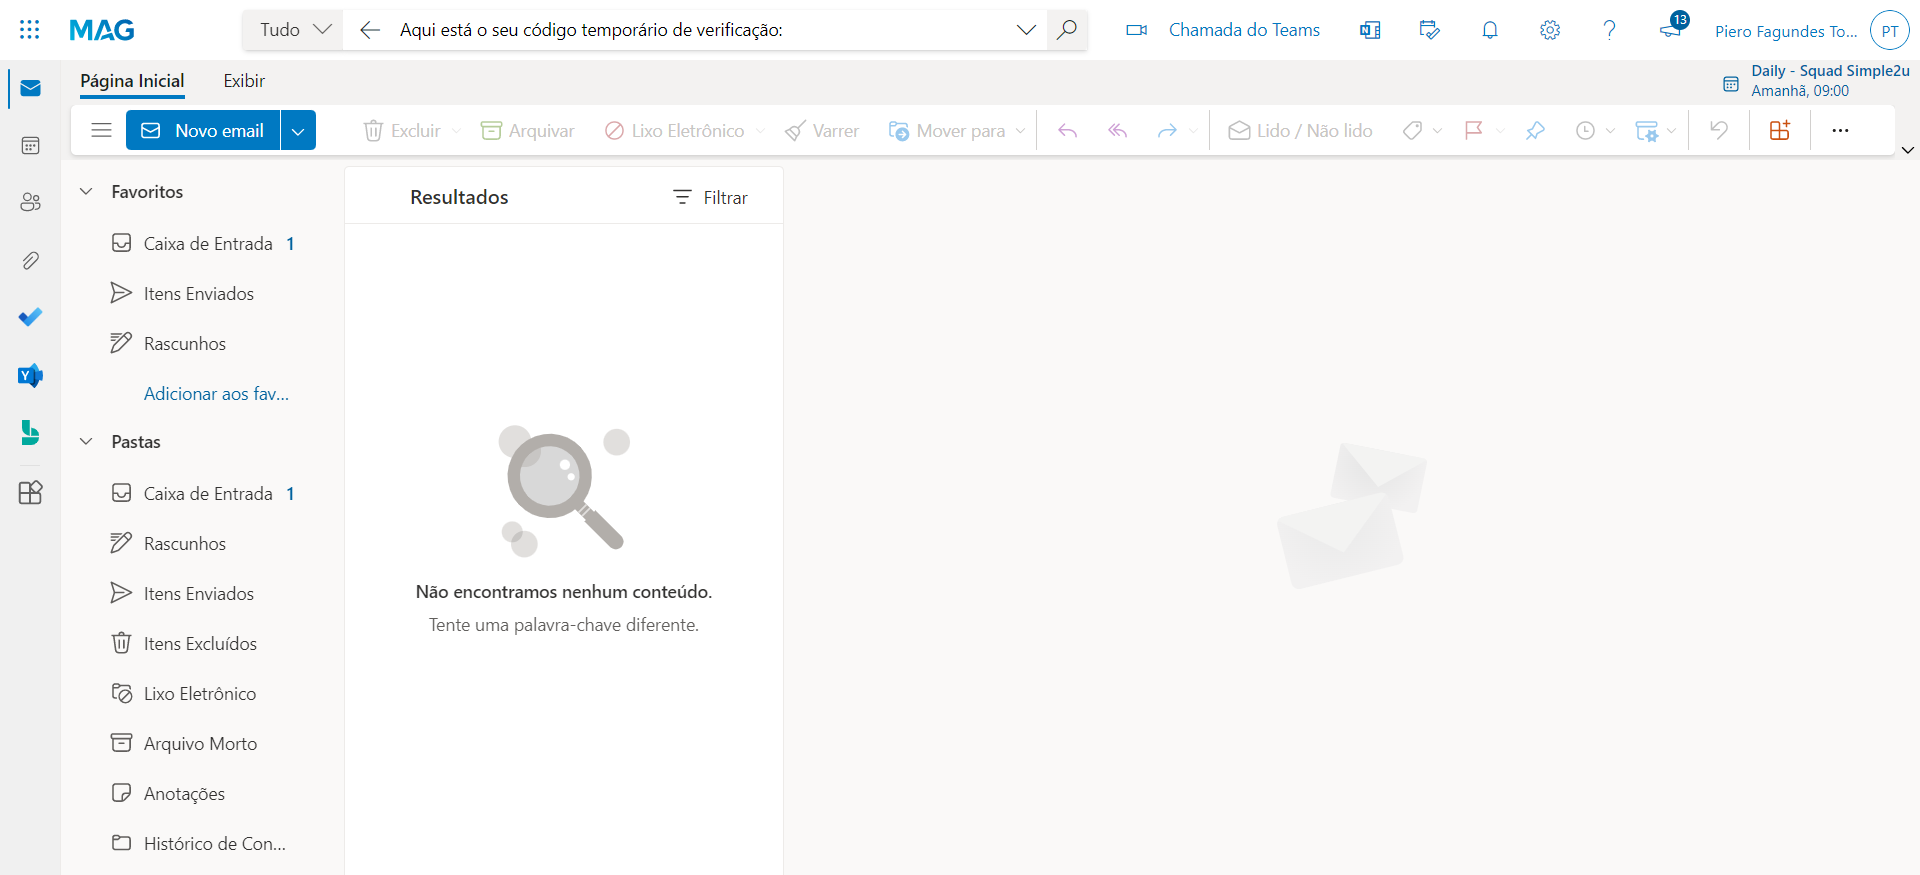 MAG
Tudo
Aqui está o seu código temporário de verificação:
Chamada do Teams
13
Piero Fagundes To...
PT
Página Inicial
Exibir
Daily - Squad Simple2u
Amanhã, 09:00
Novo email
Excluir
Arquivar
Lixo Eletrônico
Varrer
Mover para
Lido / Não lido
Favoritos
Caixa de Entrada 1
Itens Enviados
Rascunhos
Adicionar aos fav...
Pastas
Caixa de Entrada 1
Rascunhos
Itens Enviados
Itens Excluídos
Lixo Eletrônico
Arquivo Morto
Anotações
Histórico de Con...
Resultados
Filtrar
Não encontramos nenhum conteúdo.
Tente uma palavra-chave diferente.